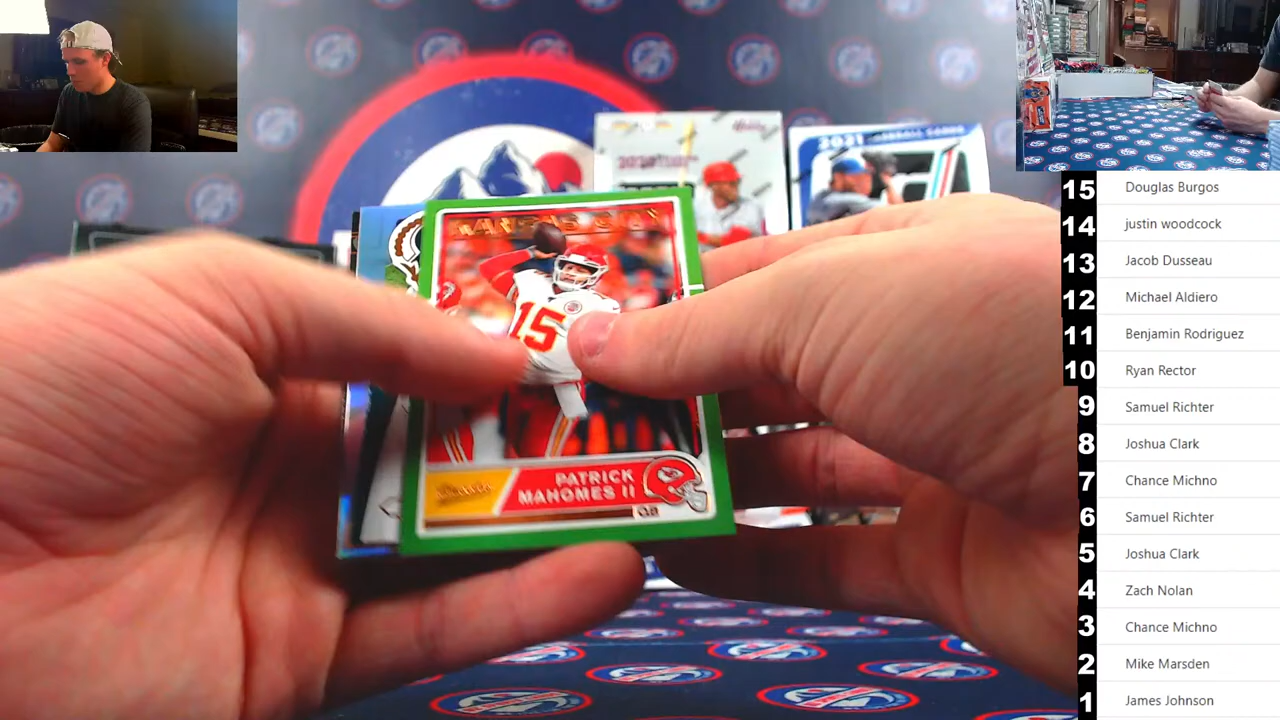 2021
KANSAS CITY
15
PATRICK
MAHOMES II
QB
15 Douglas Burgos
14 justin woodcock
13 Jacob Dusseau
12 Michael Aldiero
11 Benjamin Rodriguez
10 Ryan Rector
9 Samuel Richter
8 Joshua Clark
7 Chance Michno
6 Samuel Richter
5 Joshua Clark
4 Zach Nolan
3 Chance Michno
2 Mike Marsden
1 James Johnson